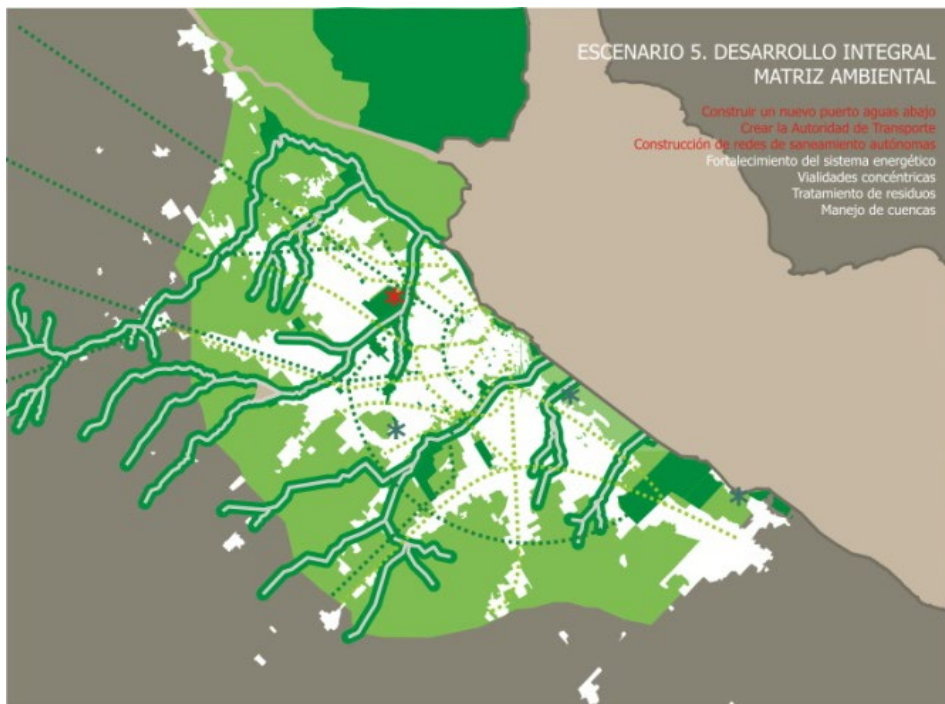 ESCENARIO 5. DESARROLLO INTEGRAL
MATRIZ AMBIENTAL
Construir un nuevo puerto aguas abajo
Crear la Autoridad de Transporte
Construcción de redes de saneamiento autónomas
Fortalecimiento del sistema energético
Vialidades concéntricas
Tratamiento de residuos
Manejo de cuencas